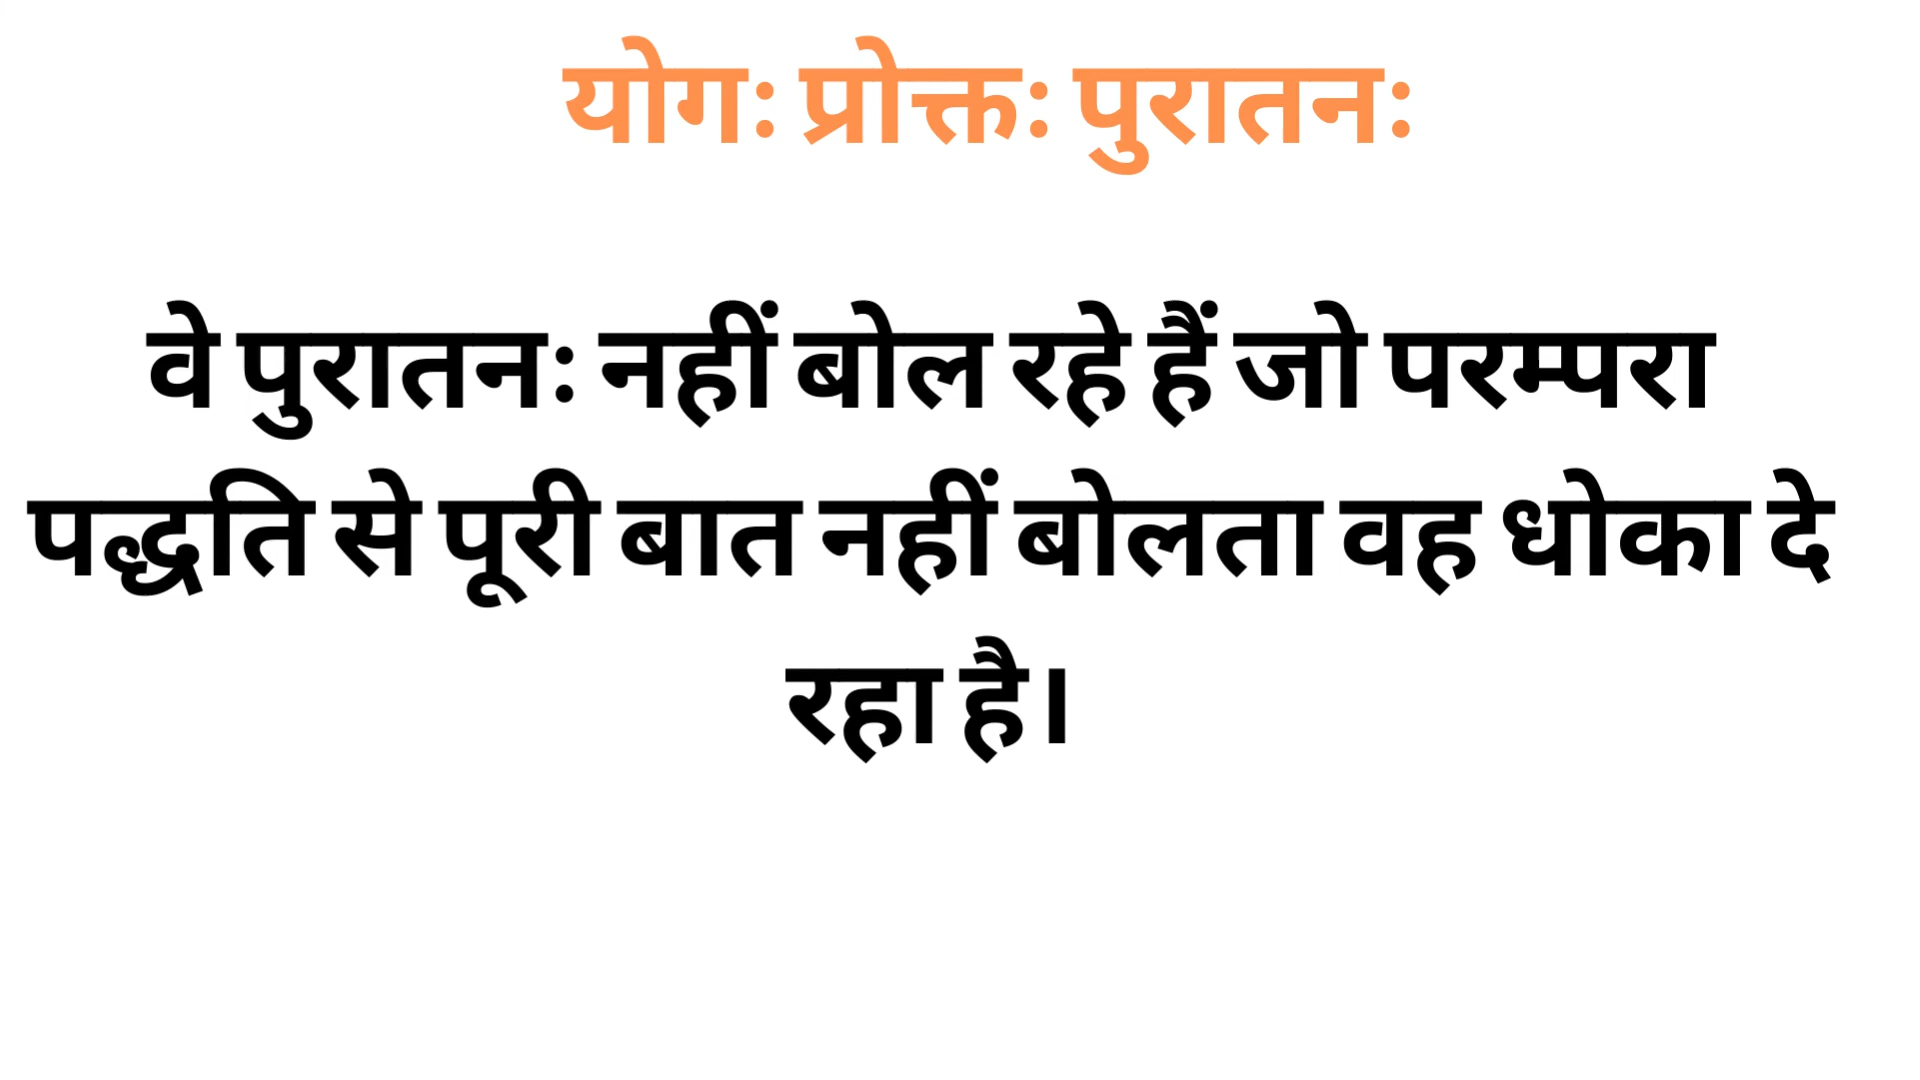 योगः प्रोक्तः पुरातनः
वे पुरातनः नहीं बोल रहे हैं जो परम्परा
पद्धति से पूरी बात नहीं बोलता वह धोका दे
रहा है।